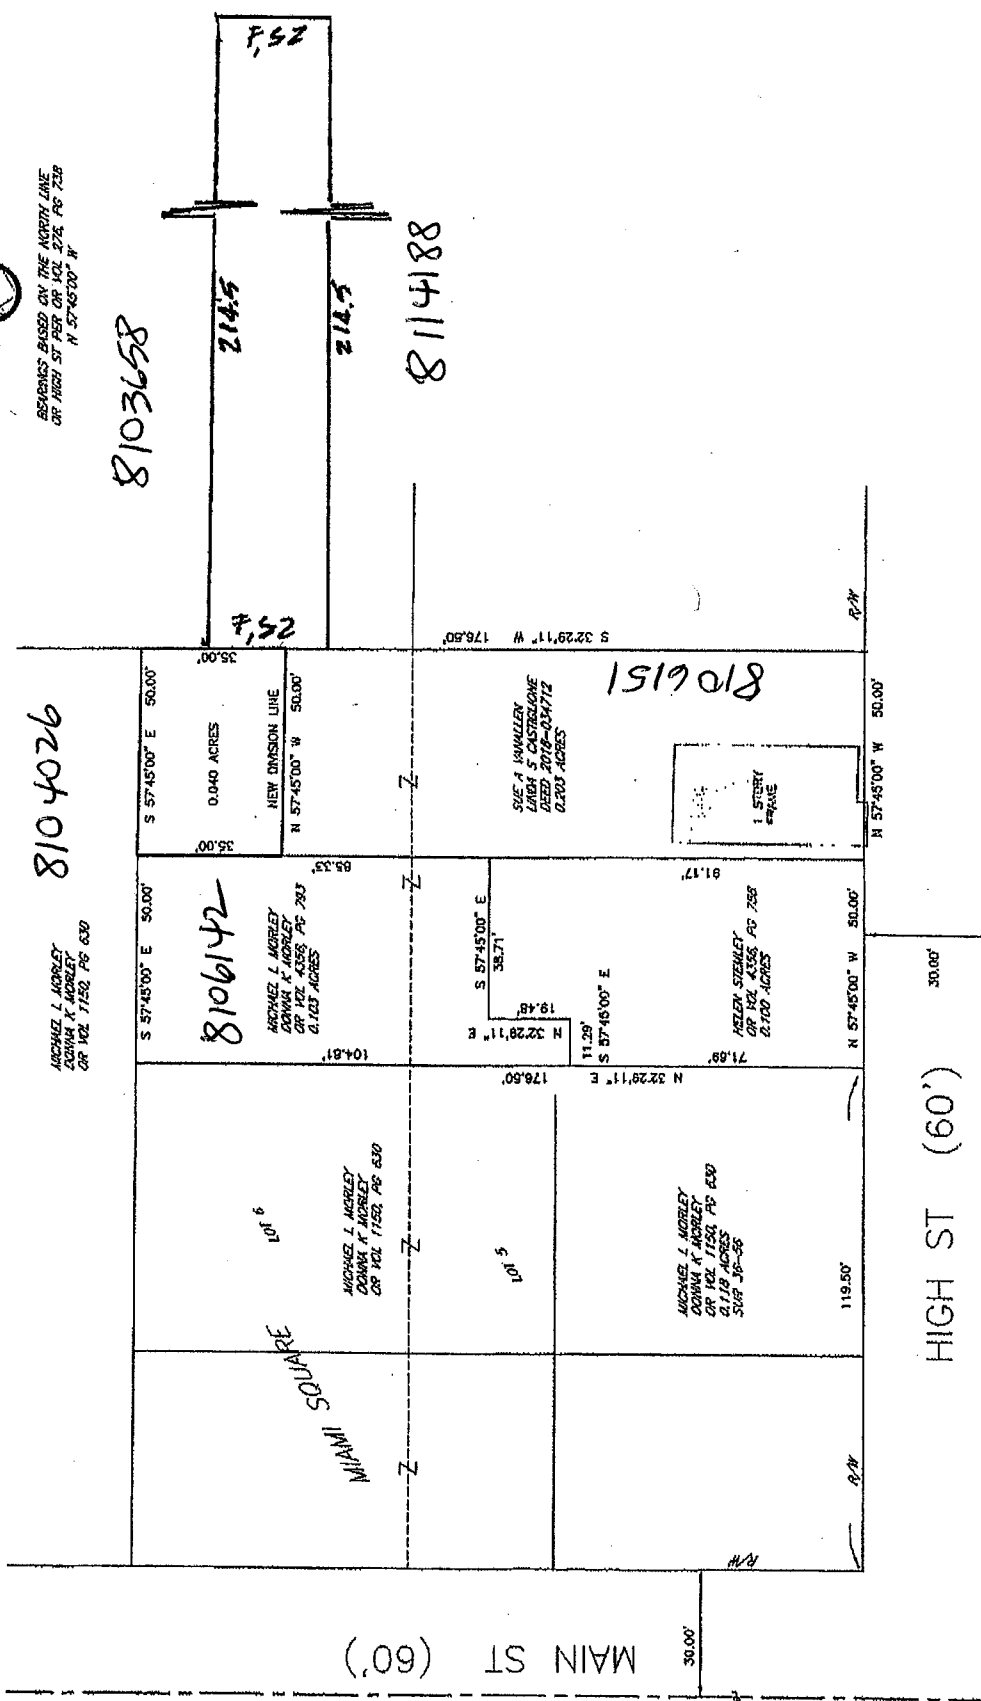 BEARINGS BASED ON THE NORTH LINE
OR HIGH ST PER OR VOL 276, PG 738
N 57°45'00" W
8103658
214.5
214.5
8114188
8104026
MICHAEL L MORLEY
DONNA K MORLEY
OR VOL 1150, PG 630
S 57°45'00" E 50.00'
35.00'
0.040 ACRES
35.00'
NEW DIVISION LINE
N 57°45'00" W 50.00'
S 32°29'11" W 176.50'
SUE A VANALLEN
LINDA S CASTIGLIONE
DEED 2018-034712
0.203 ACRES
8106151
1 STORY
FRAME
N 57°45'00" W 50.00'
R/W
S 57°45'00" E 50.00'
8106142
MICHAEL L MORLEY
DONNA K MORLEY
OR VOL 4356, PG 793
0.103 ACRES
85.33'
104.81'
S 57°45'00" E
38.71'
N 32°29'11" E 19.48'
11.29'
S 57°45'00" E
91.17'
HELEN STEMLEY
OR VOL 4356, PG 758
0.100 ACRES
71.69'
N 57°45'00" W 50.00'
N 32°29'11" E 176.50'
30.00'
LOT 6
MICHAEL L MORLEY
DONNA K MORLEY
OR VOL 1150, PG 630
LOT 5
MICHAEL L MORLEY
DONNA K MORLEY
OR VOL 1150, PG 630
0.118 ACRES
SUR 36-56
119.50'
MIAMI SQUARE
HIGH ST (60')
R/W
R/W
MAIN ST (60')
30.00'
Z
Z
Z
Z